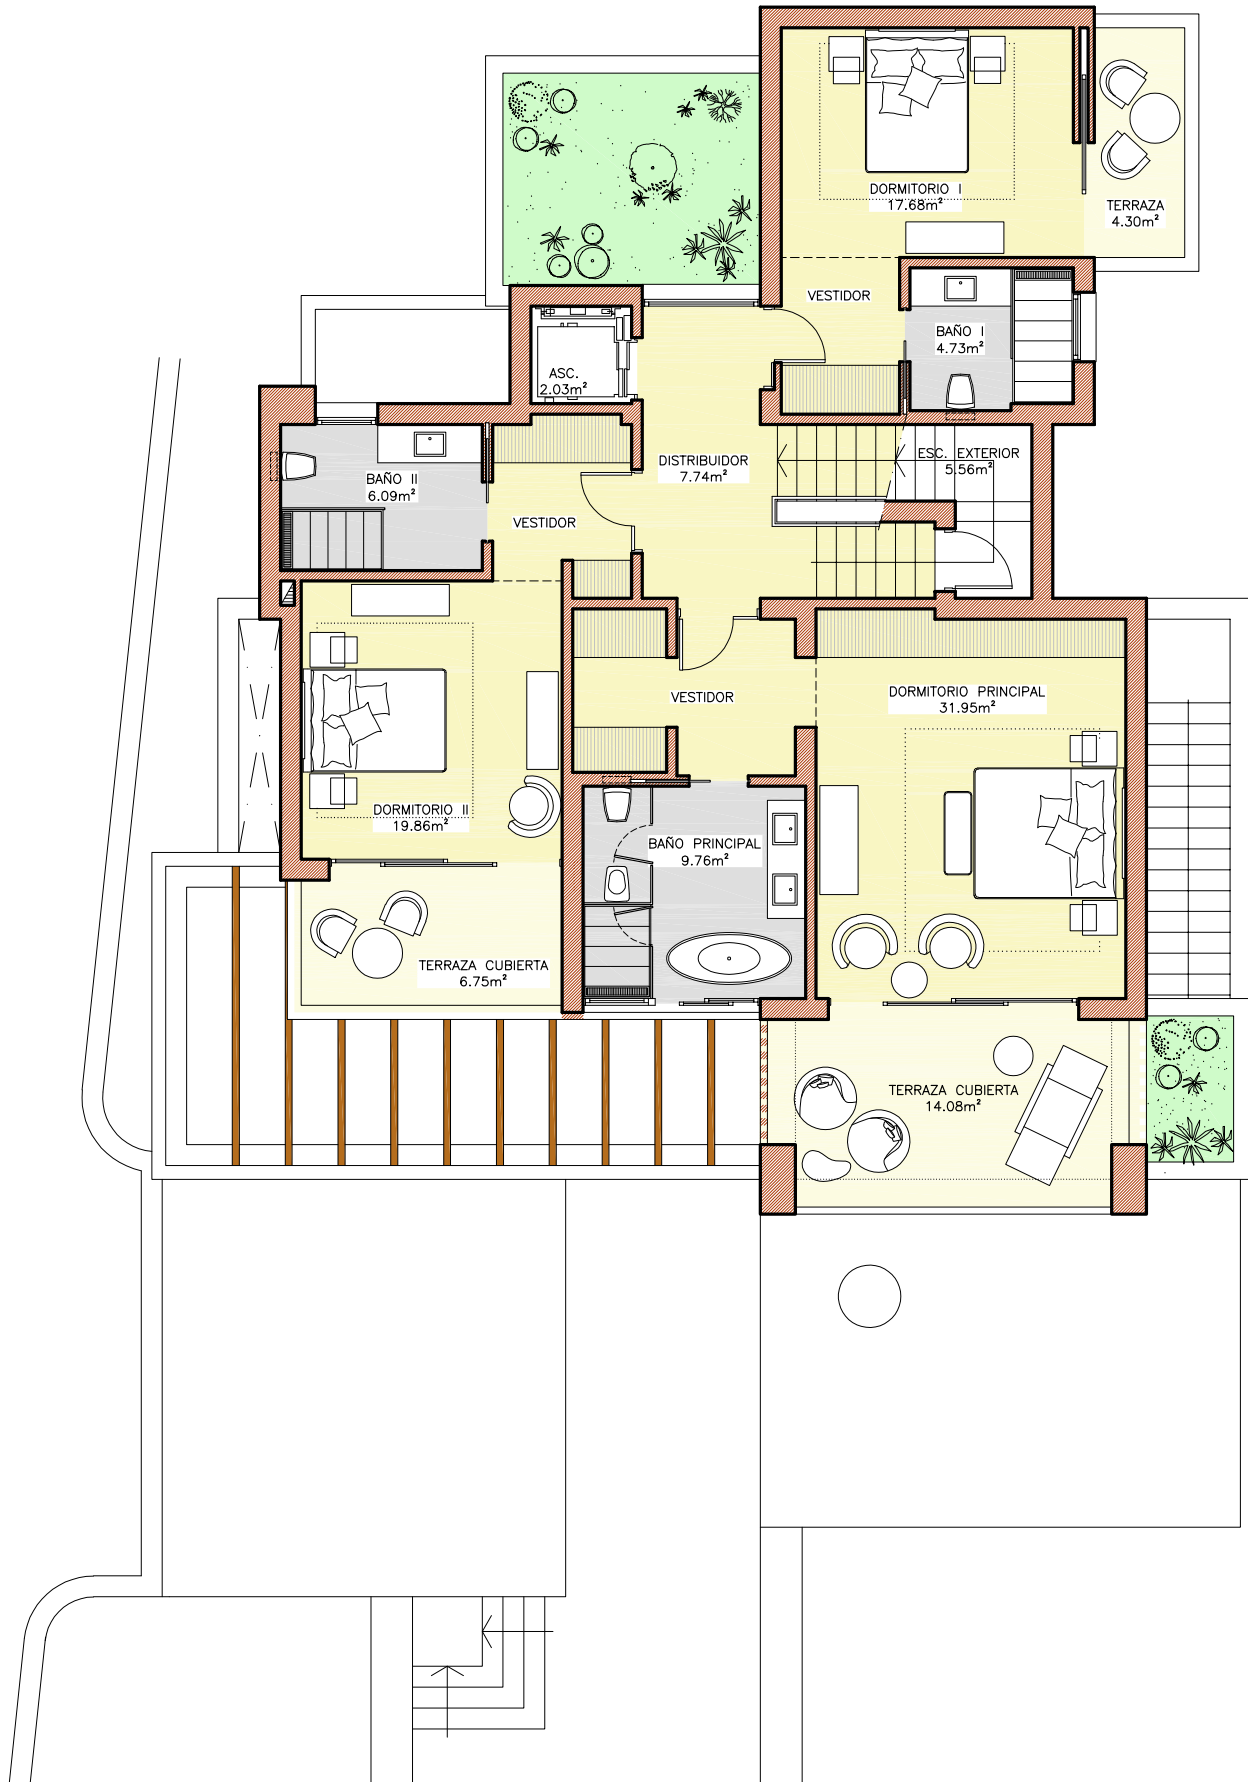 DORMITORIO I
17.68m²
TERRAZA
4.30m²
VESTIDOR
BAÑO I
4.73m²
ASC.
2.03m²
DISTRIBUIDOR
7.74m²
ESC. EXTERIOR
5.56m²
BAÑO II
6.09m²
VESTIDOR
VESTIDOR
DORMITORIO PRINCIPAL
31.95m²
DORMITORIO II
19.86m²
BAÑO PRINCIPAL
9.76m²
TERRAZA CUBIERTA
6.75m²
TERRAZA CUBIERTA
14.08m²